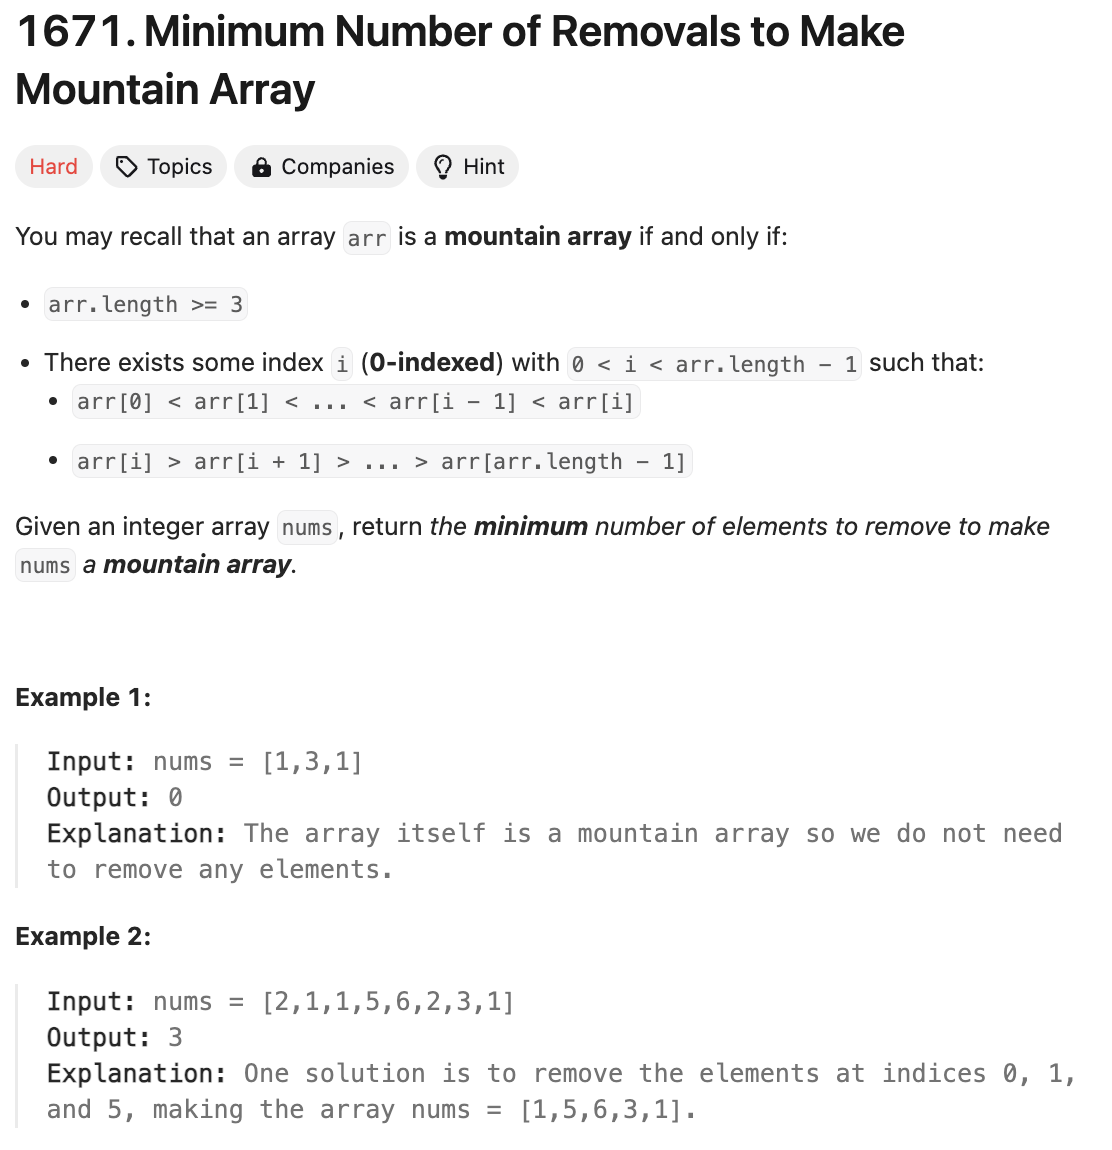 1671. Minimum Number of Removals to Make
Mountain Array
Hard Topics Companies Hint
You may recall that an array arr is a mountain array if and only if:
• arr.length >= 3
• There exists some index i (0-indexed) with 0 < i < arr.length - 1 such that:
• arr[0] < arr[1] < ... < arr[i - 1] < arr[i]
• arr[i] > arr[i + 1] > ... > arr[arr.length - 1]
Given an integer array nums, return the minimum number of elements to remove to make
nums a mountain array.
Example 1:
Input: nums = [1,3,1]
Output: 0
Explanation: The array itself is a mountain array so we do not need
to remove any elements.
Example 2:
Input: nums = [2,1,1,5,6,2,3,1]
Output: 3
Explanation: One solution is to remove the elements at indices 0, 1,
and 5, making the array nums = [1,5,6,3,1].